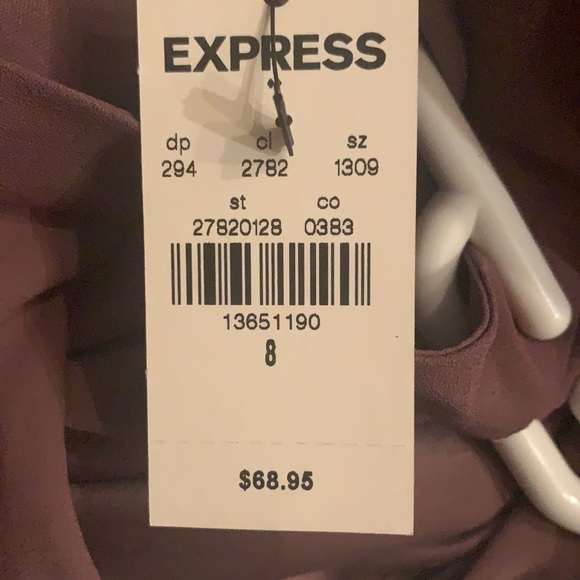 EXPRESS
dp cl sz
294 2782 1309
st co
27820128 0383
13651190
8
$68.95